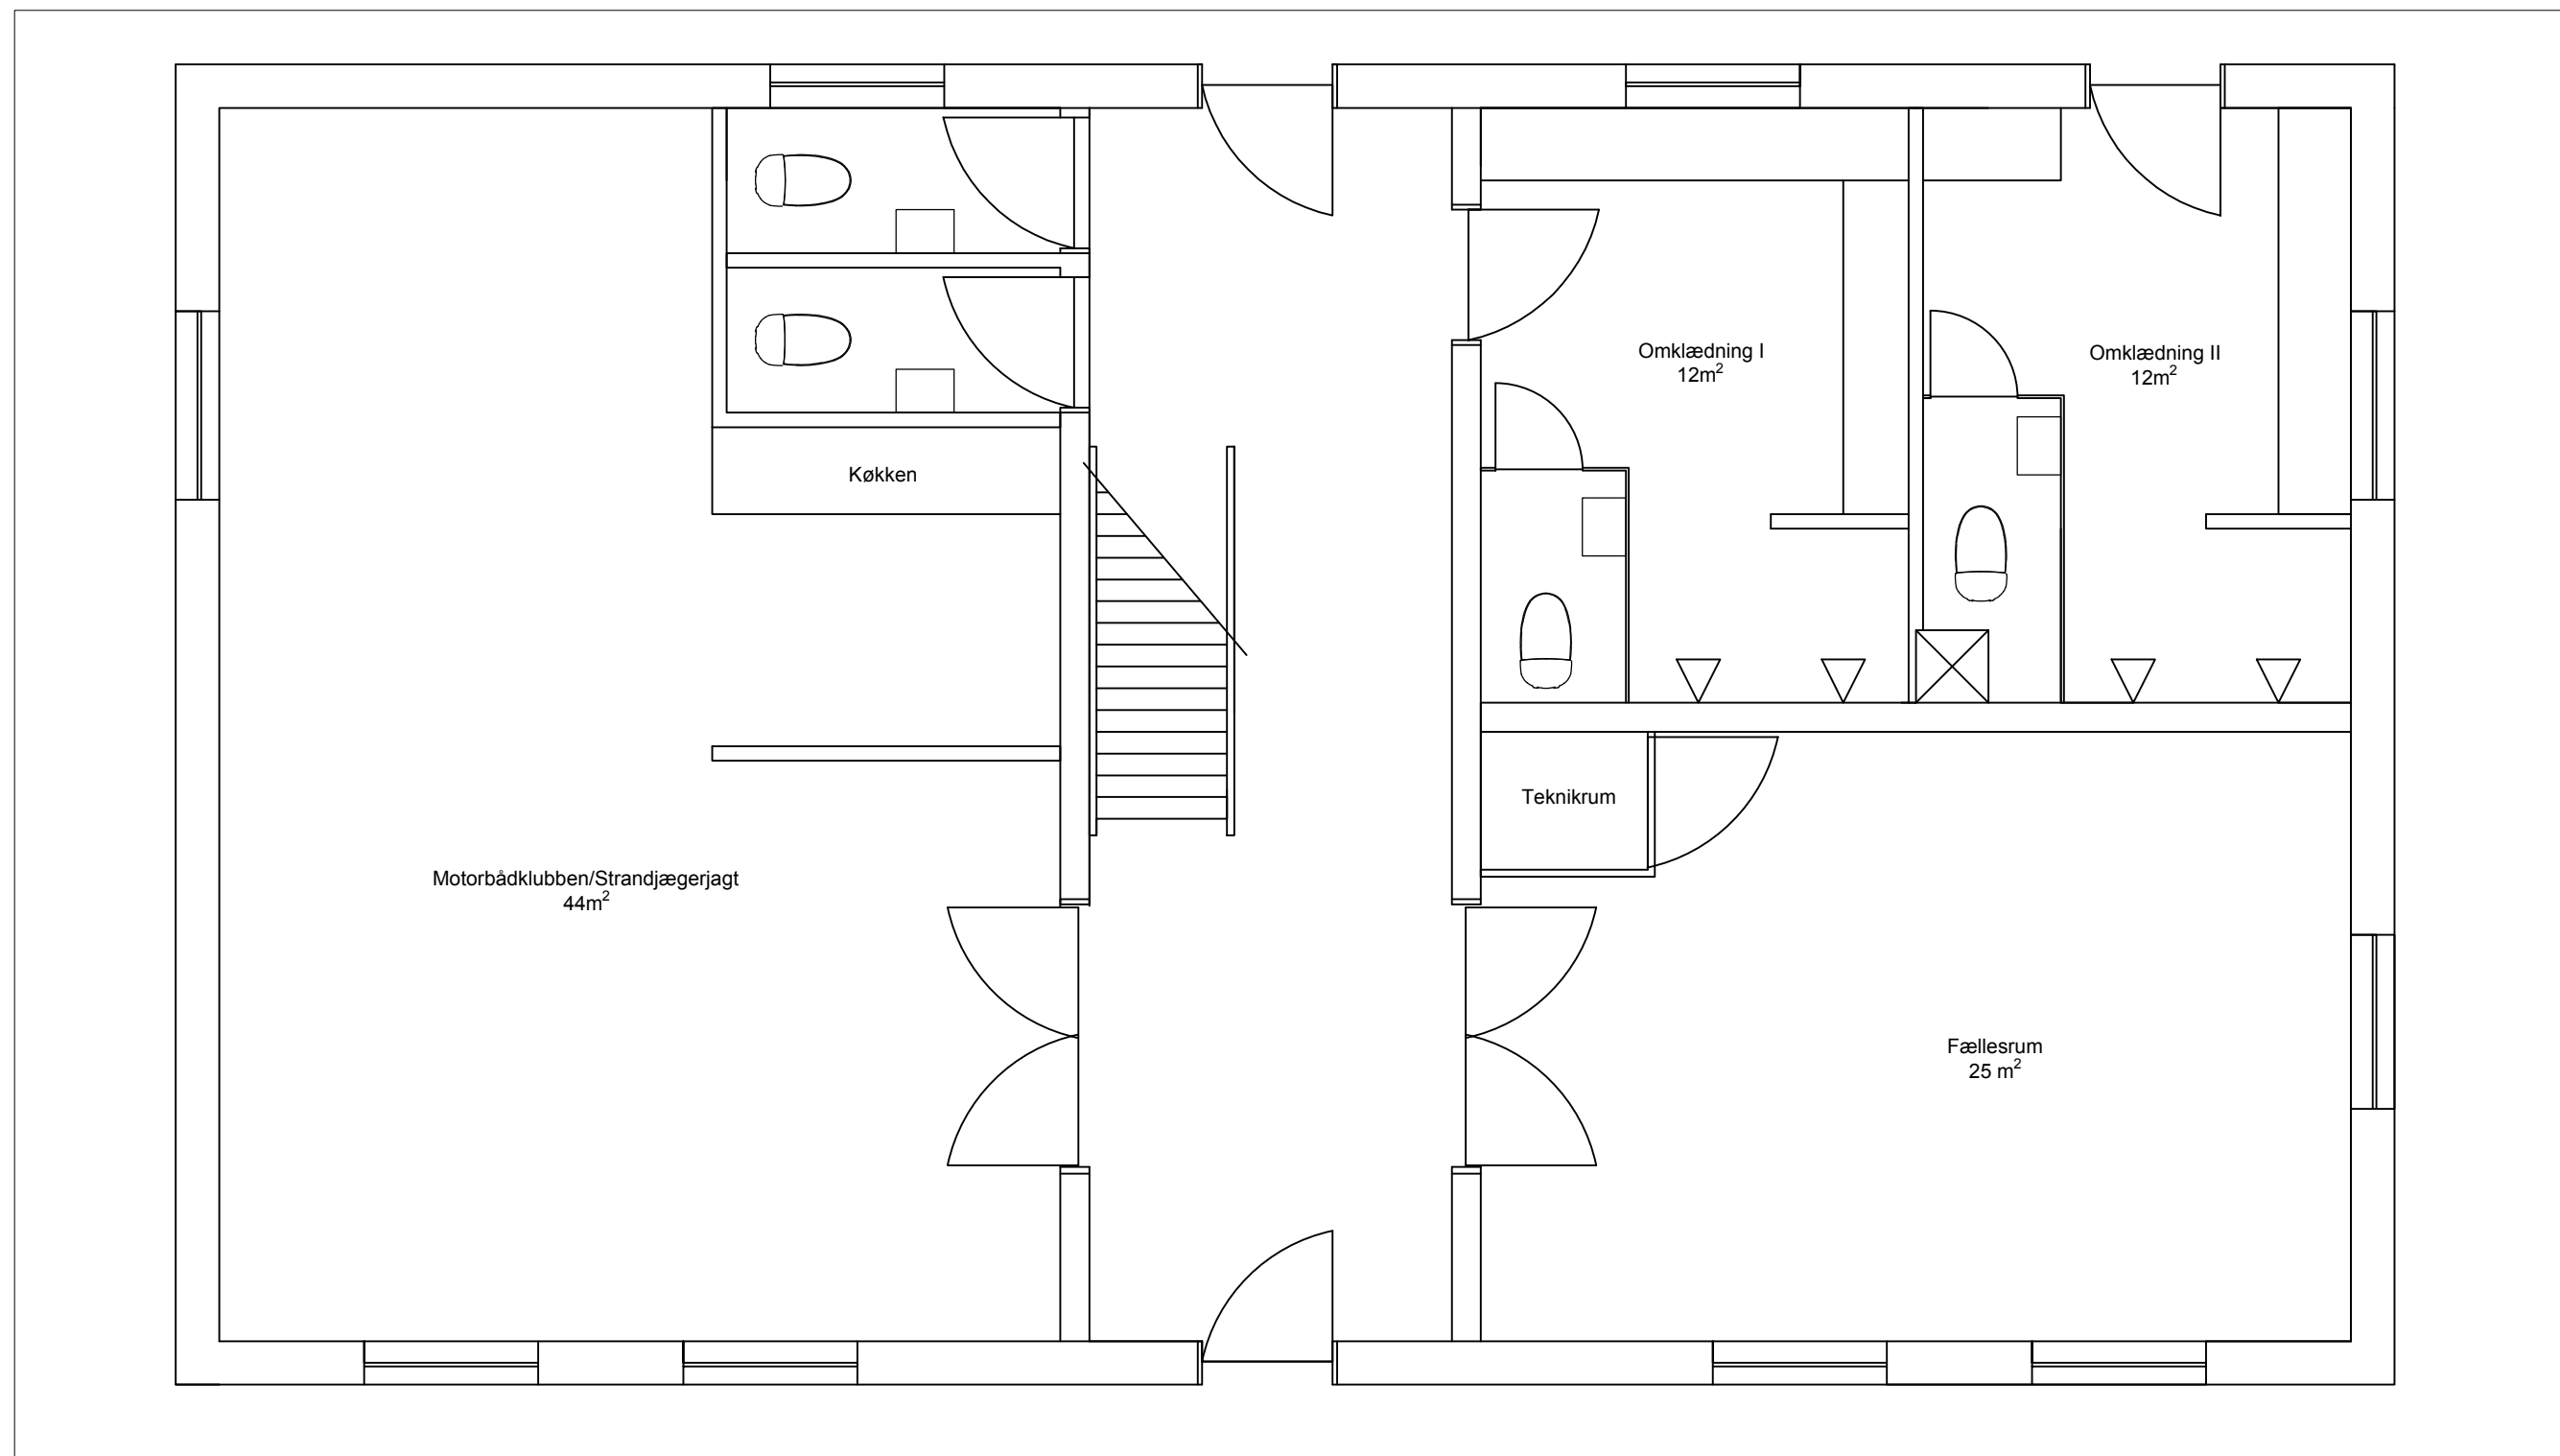 Omklædning I
12m²
Omklædning II
12m²
Køkken
Teknikrum
Motorbådklubben/Strandjægerjagt
44m²
Fællesrum
25 m²